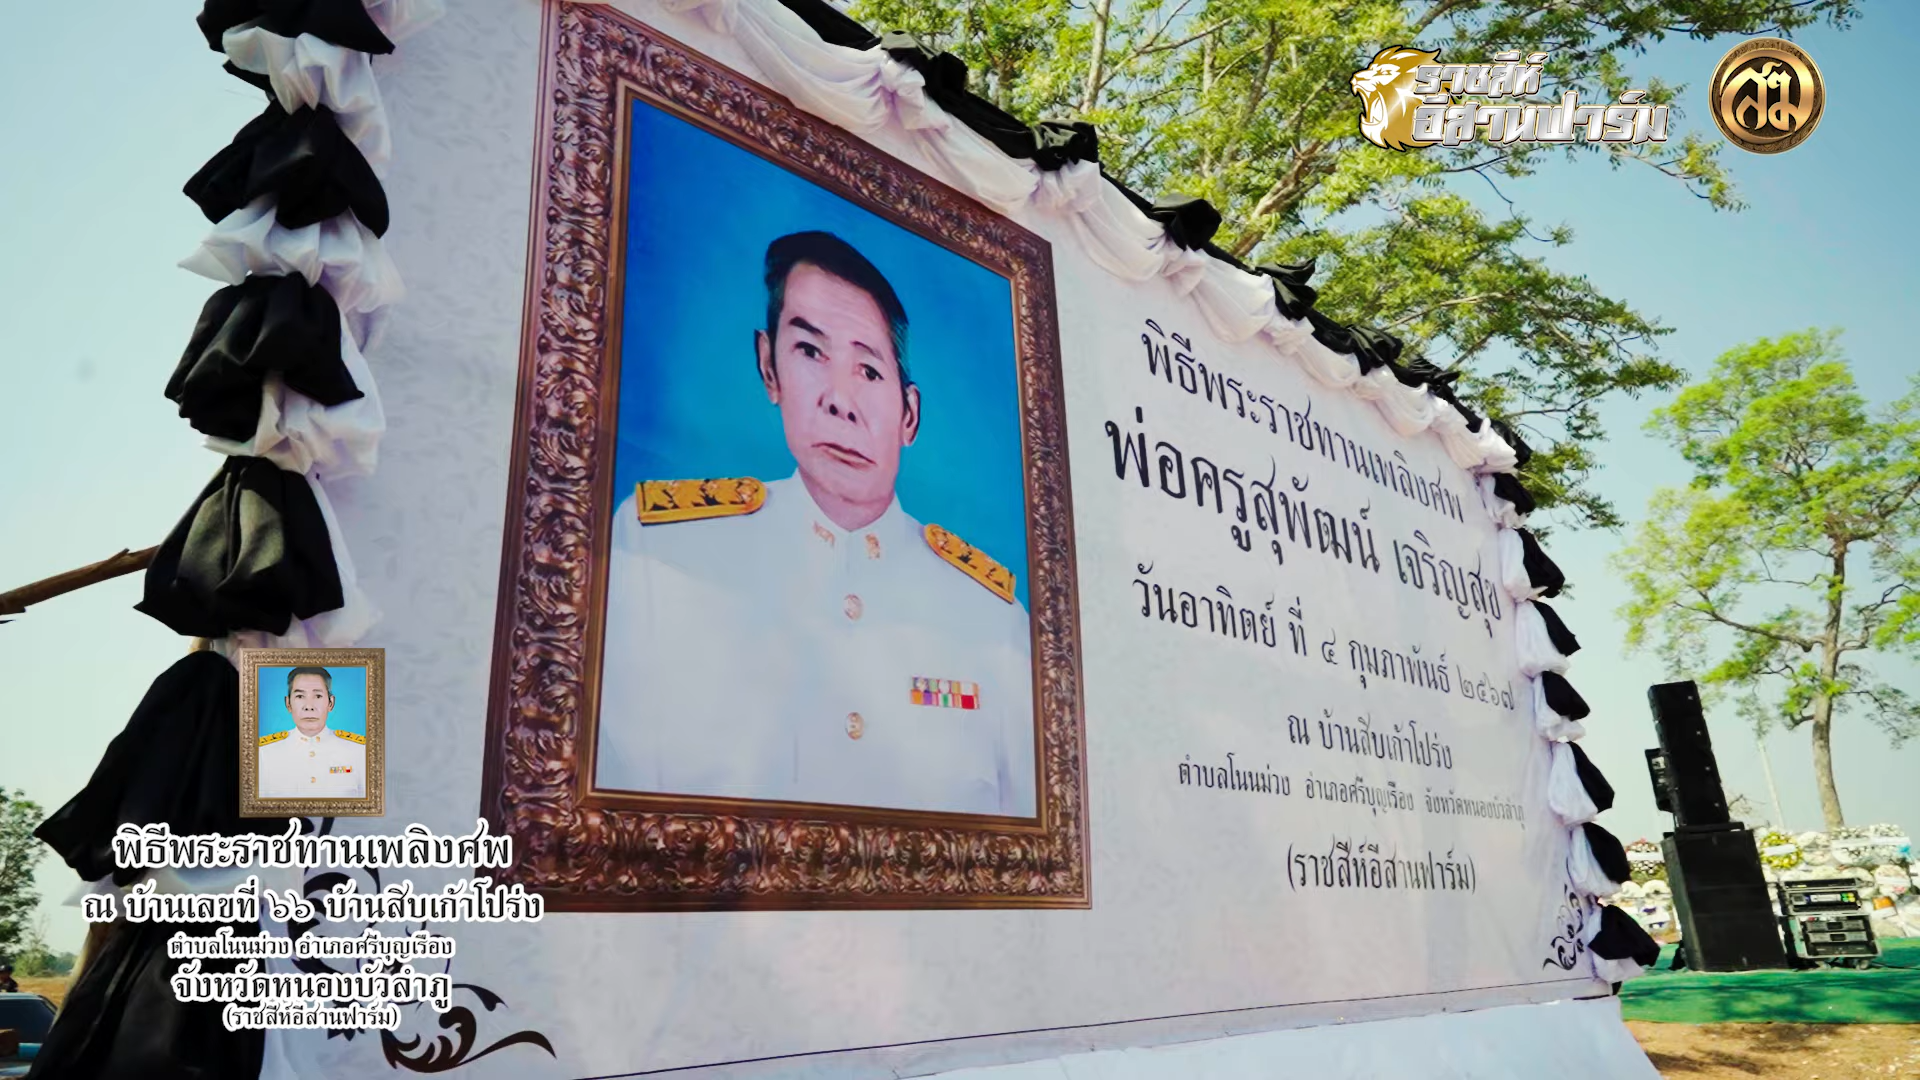 ราชสีห์
อีสานฟาร์ม
สฅม
พิธีพระราชทานเพลิงศพ
พ่อครูสุพัฒน์ เจริญสุข
วันอาทิตย์ ที่ ๔ กุมภาพันธ์ ๒๕๖๗
ณ บ้านสิบเก้าโปร่ง
ตำบลโนนม่วง อำเภอศรีบุญเรือง จังหวัดหนองบัวลำภู
(ราชสีห์อีสานฟาร์ม)
พิธีพระราชทานเพลิงศพ
ณ บ้านเลขที่ ๖๖ บ้านสิบเก้าโปร่ง
ตำบลโนนม่วง อำเภอศรีบุญเรือง
จังหวัดหนองบัวลำภู
(ราชสีห์อีสานฟาร์ม)